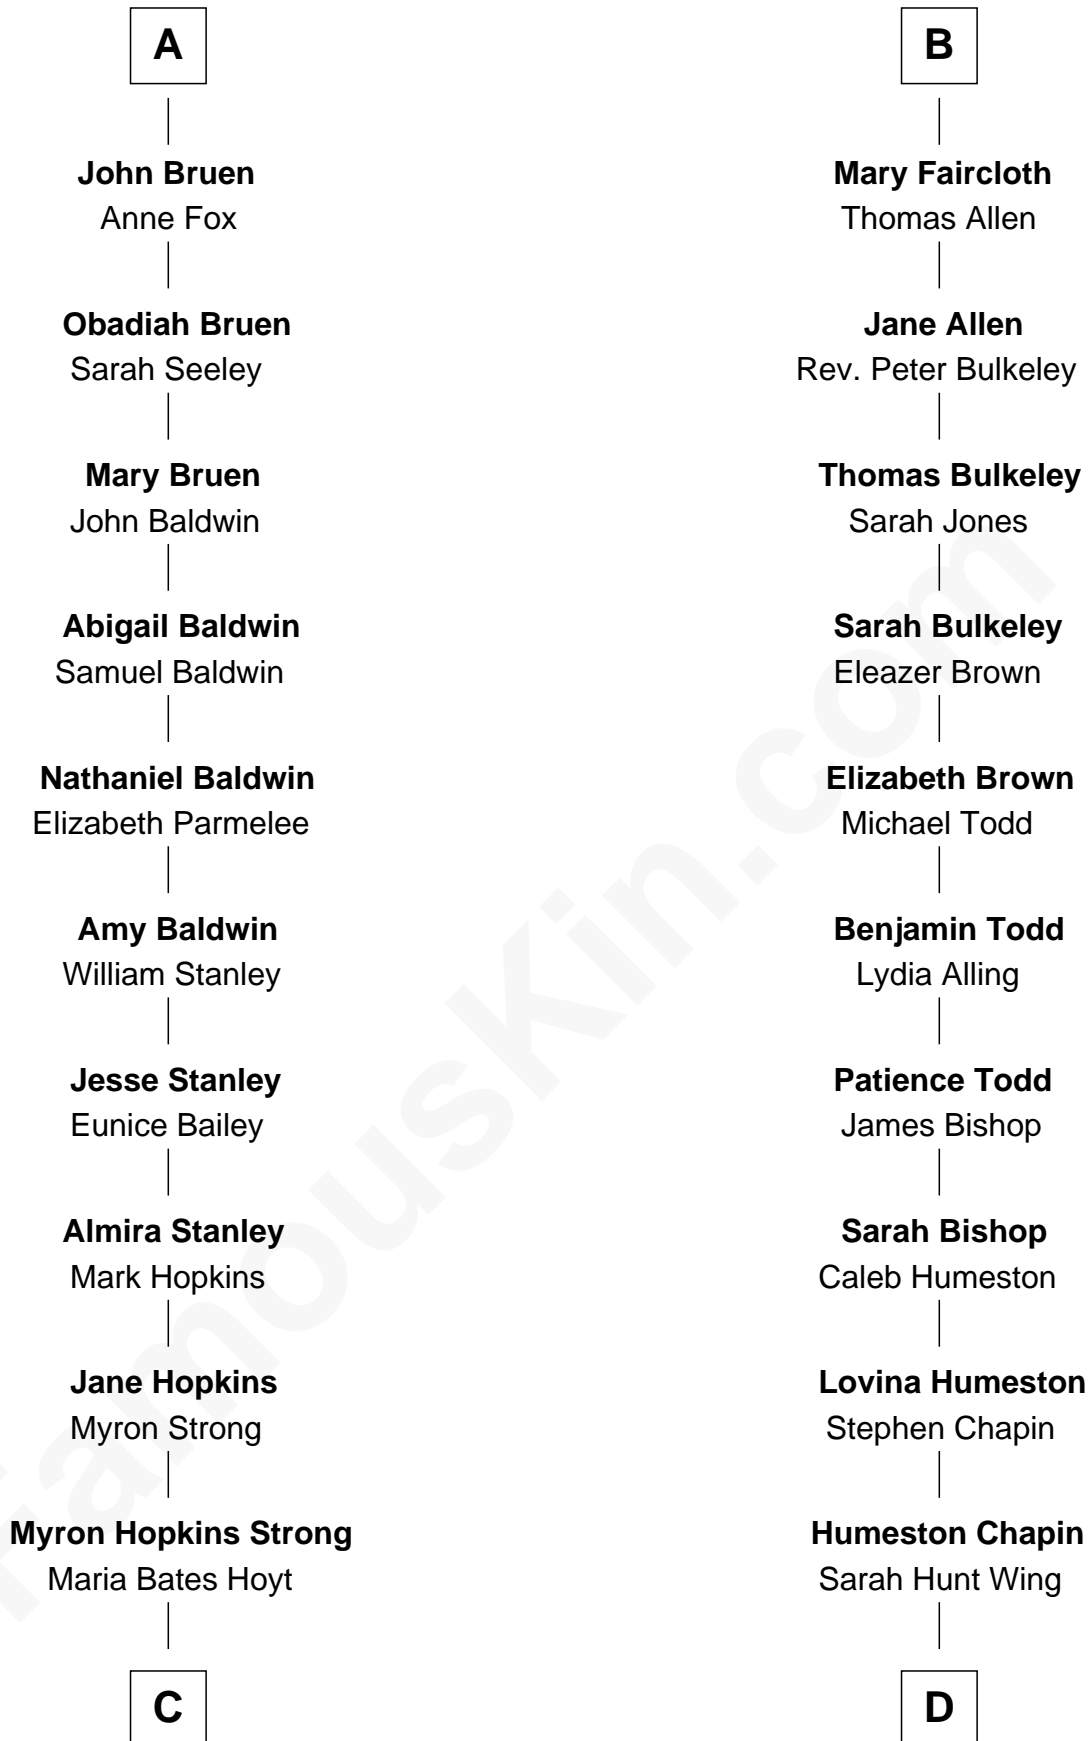 A
John Bruen
Anne Fox
Obadiah Bruen
Sarah Seeley
Mary Bruen
John Baldwin
Abigail Baldwin
Samuel Baldwin
Nathaniel Baldwin
Elizabeth Parmelee
Amy Baldwin
William Stanley
Jesse Stanley
Eunice Bailey
Almira Stanley
Mark Hopkins
Jane Hopkins
Myron Strong
Myron Hopkins Strong
Maria Bates Hoyt
C
B
Mary Faircloth
Thomas Allen
Jane Allen
Rev. Peter Bulkeley
Thomas Bulkeley
Sarah Jones
Sarah Bulkeley
Eleazer Brown
Elizabeth Brown
Michael Todd
Benjamin Todd
Lydia Alling
Patience Todd
James Bishop
Sarah Bishop
Caleb Humeston
Lovina Humeston
Stephen Chapin
Humeston Chapin
Sarah Hunt Wing
D
FamousKin.com